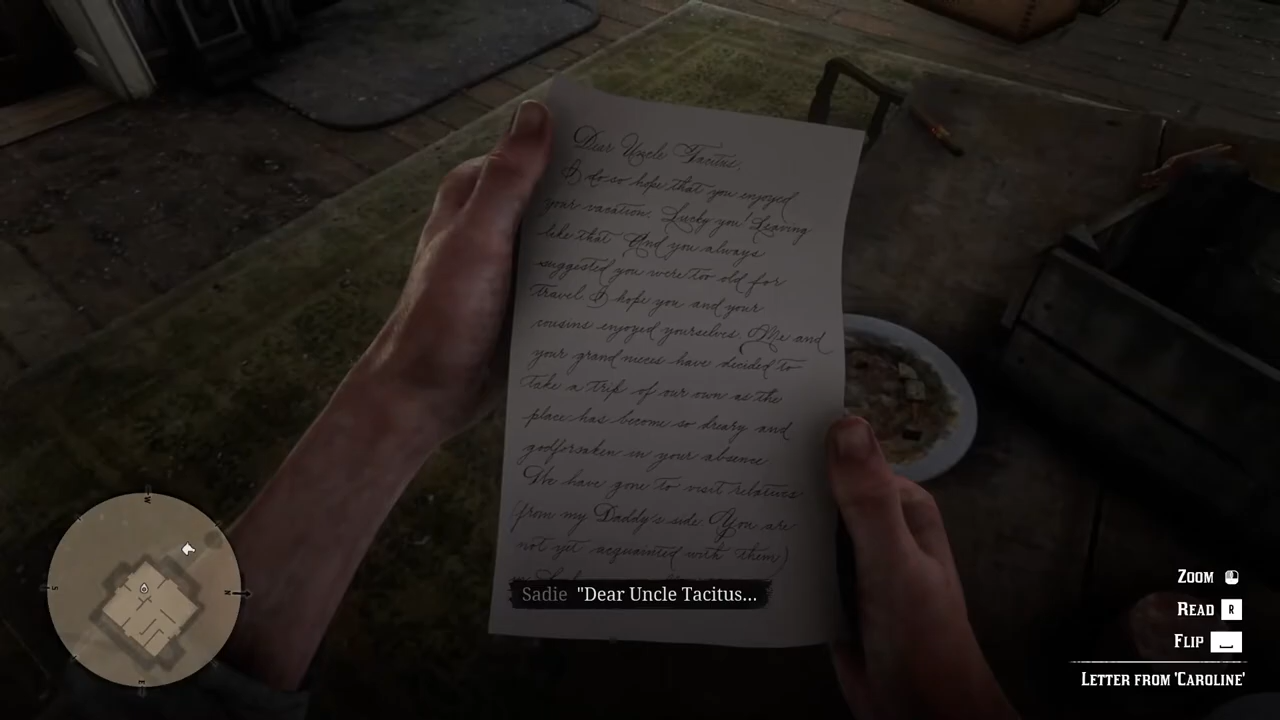 Dear Uncle Tacitus,
I do so hope that you enjoyed
your vacation. Lucky you! Leaving
like that. And you always
suggested you were too old for
travel. I hope you and your
cousins enjoyed yourselves. Me and
your grand nieces have decided to
take a trip of our own as the
place has become so dreary and
godforsaken in your absence
We have gone to visit relatives
from my Daddy's side. (You are
not yet acquainted with them)
Sadie "Dear Uncle Tacitus...
W
S
N
E
ZOOM
READ R
FLIP
LETTER FROM 'CAROLINE'